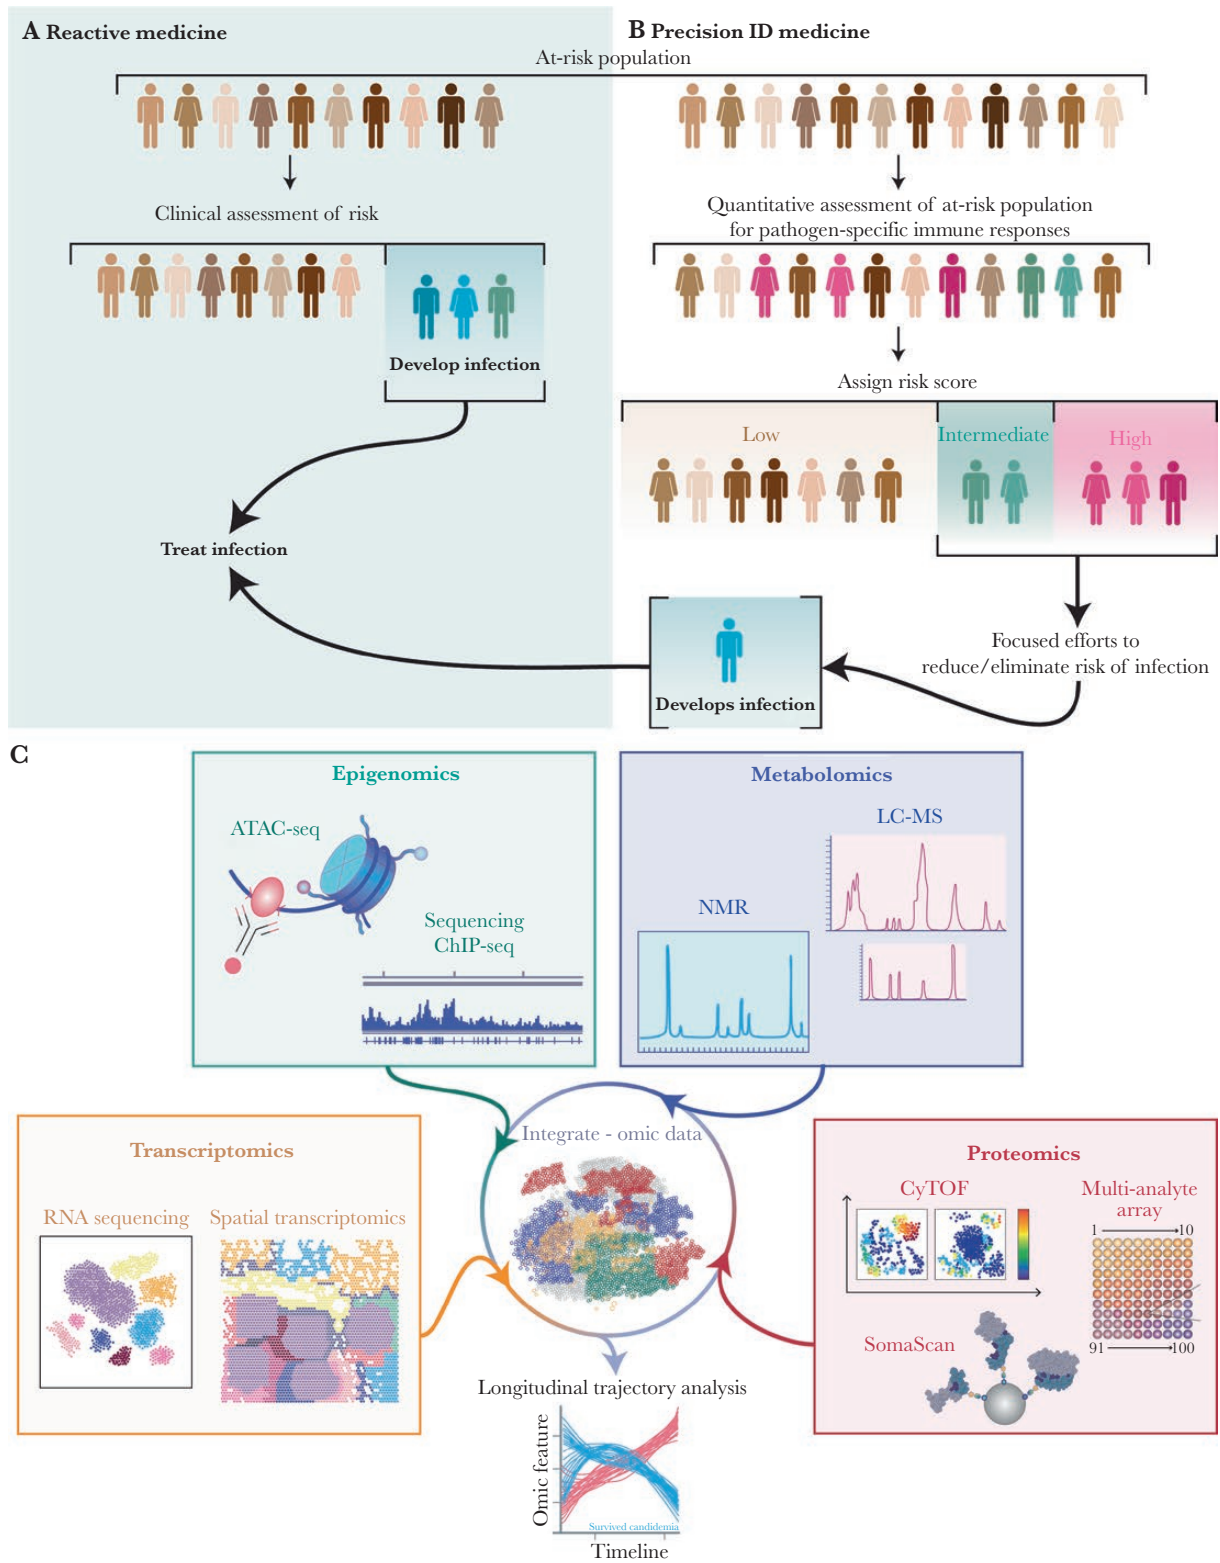 A Reactive medicine
B Precision ID medicine
At-risk population
Clinical assessment of risk
Quantitative assessment of at-risk population
for pathogen-specific immune responses
Develop infection
Assign risk score
Low
Intermediate
High
Treat infection
Focused efforts to
reduce/eliminate risk of infection
Develops infection
C
Epigenomics
ATAC-seq
Sequencing
ChIP-seq
Metabolomics
LC-MS
NMR
Integrate - omic data
Transcriptomics
RNA sequencing
Spatial transcriptomics
Proteomics
CyTOF
Multi-analyte
array
1 10
91 100
SomaScan
Longitudinal trajectory analysis
Omic feature
Survived candidemia
Timeline